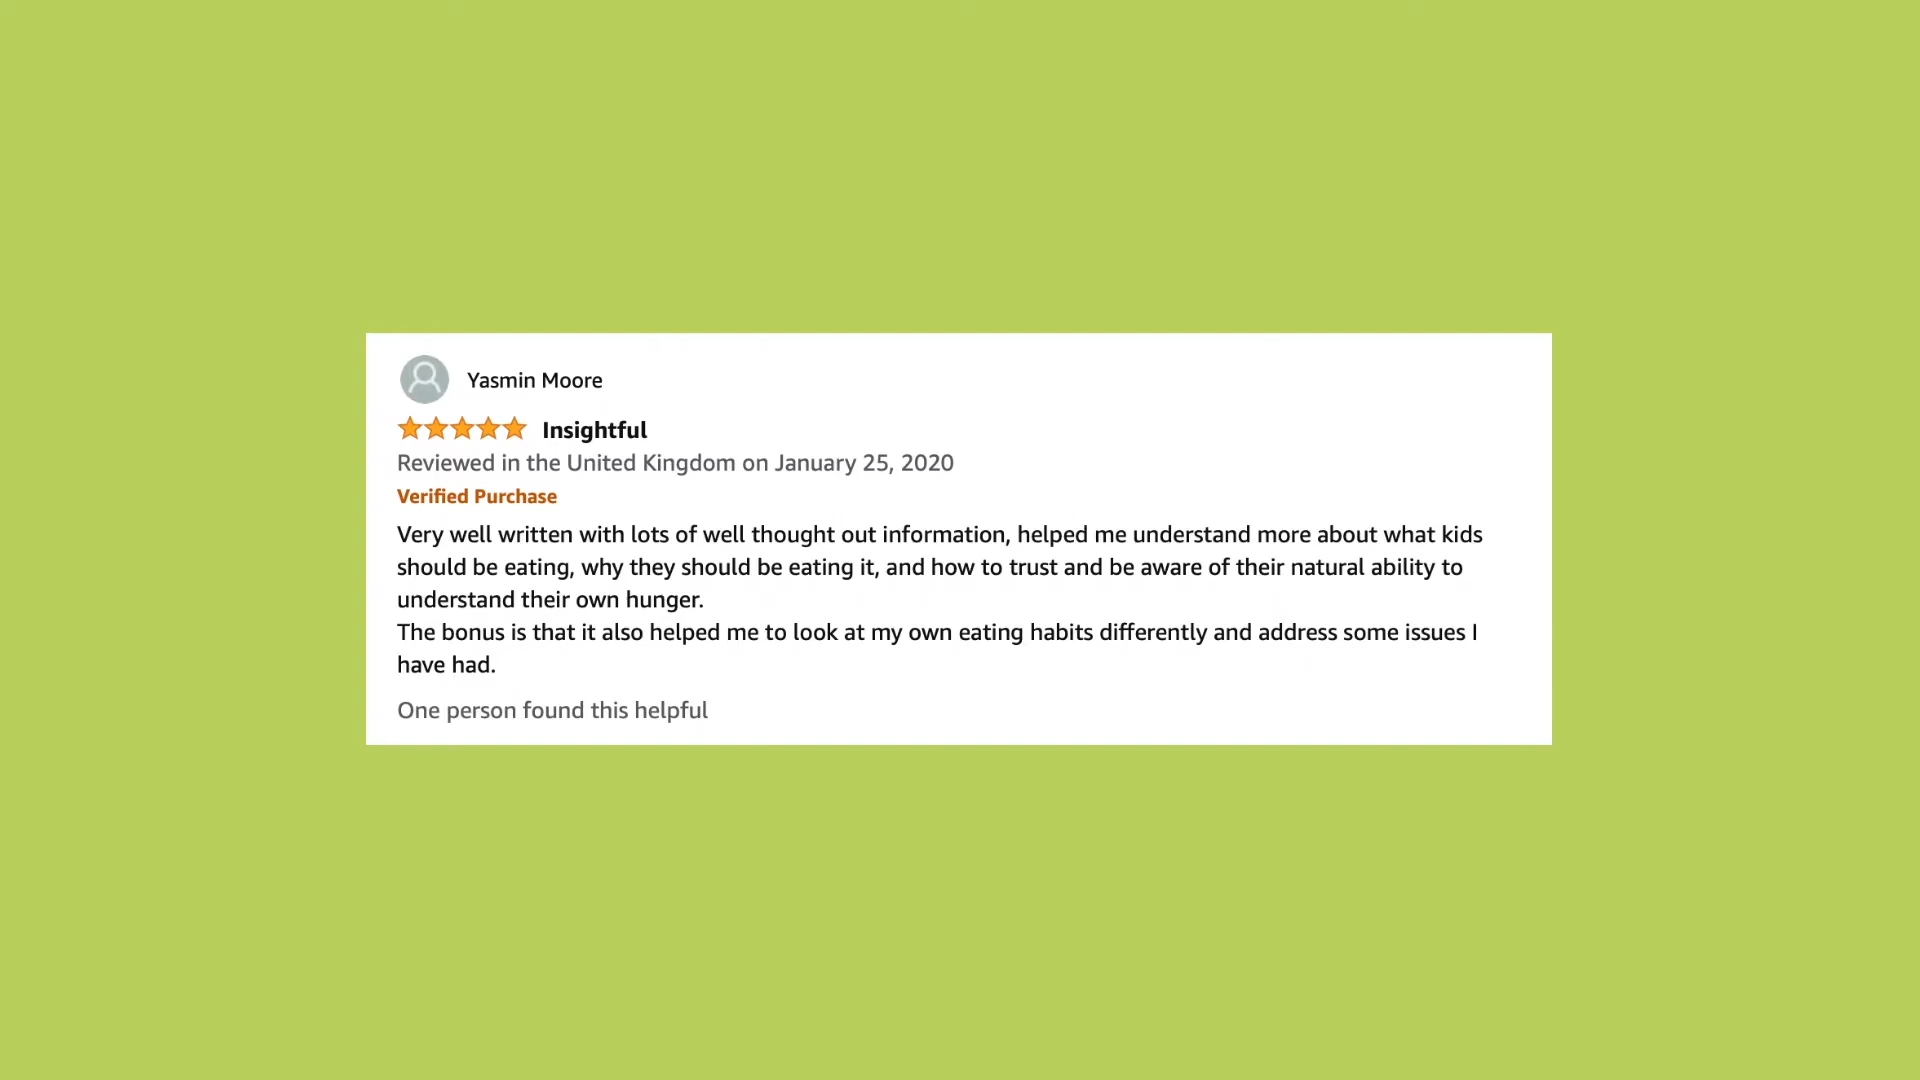 Yasmin Moore
Insightful
Reviewed in the United Kingdom on January 25, 2020
Verified Purchase
Very well written with lots of well thought out information, helped me understand more about what kids
should be eating, why they should be eating it, and how to trust and be aware of their natural ability to
understand their own hunger.
The bonus is that it also helped me to look at my own eating habits differently and address some issues I
have had.
One person found this helpful